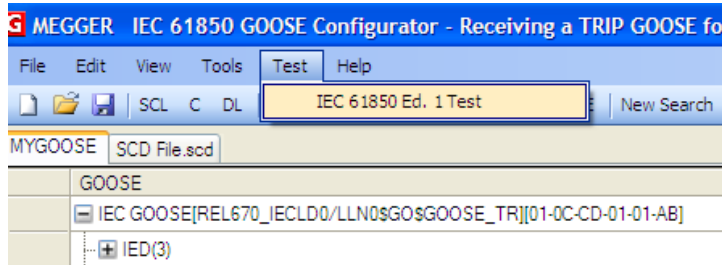 MEGGER IEC 61850 GOOSE Configurator - Receiving a TRIP GOOSE fo
File Edit View Tools Test Help
SCL C DL IEC 61850 Ed. 1 Test New Search
MYGOOSE SCD File.scd
GOOSE
IEC GOOSE[REL670_IECLD0/LLN0$GO$GOOSE_TR][01-0C-CD-01-01-AB]
IED(3)